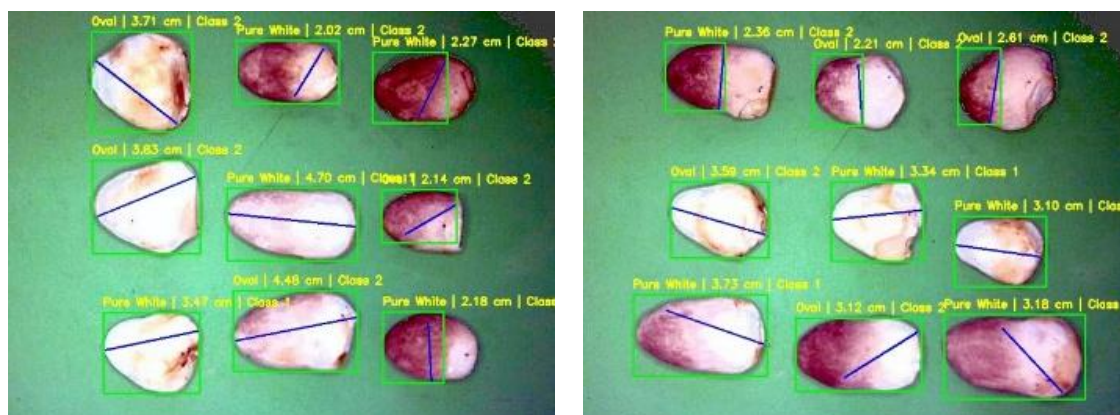 Oval | 3.71 cm | Class 2
Pure White | 2.02 cm | Class 2
Pure White | 2.27 cm | Class
Oval | 3.83 cm | Class 2
Pure White | 4.70 cm | Class 1
2.14 cm | Class 2
Oval | 4.48 cm | Class 2
Pure White | 3.47 cm | Class 1
Pure White | 2.18 cm | Class
Pure White | 2.36 cm | Class 2
Oval | 2.21 cm |
Oval | 2.61 cm | Class 2
Oval | 3.59 cm | Class 2
Pure White | 3.34 cm | Class 1
Pure White | 3.10 cm | Clas
Pure White | 3.73 cm | Class 1
Oval | 3.12 cm | Class 2
Pure White | 3.18 cm | Clas